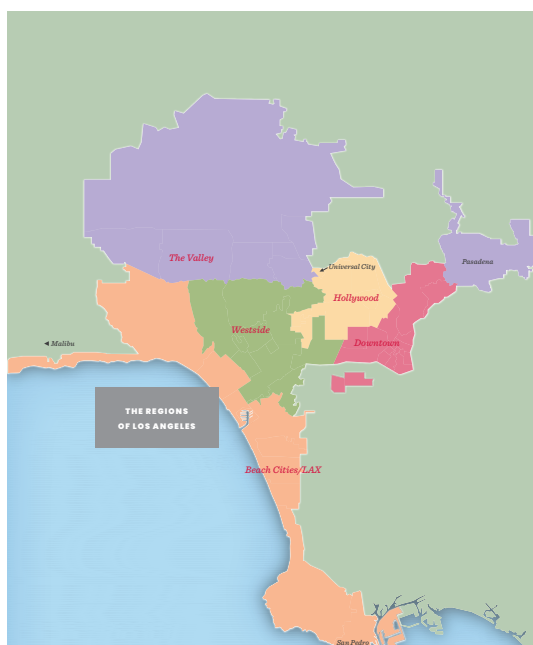 The Valley
Universal City
Pasadena
Hollywood
Westside
Downtown
◄ Malibu
THE REGIONS
OF LOS ANGELES
Beach Cities/LAX
San Pedro